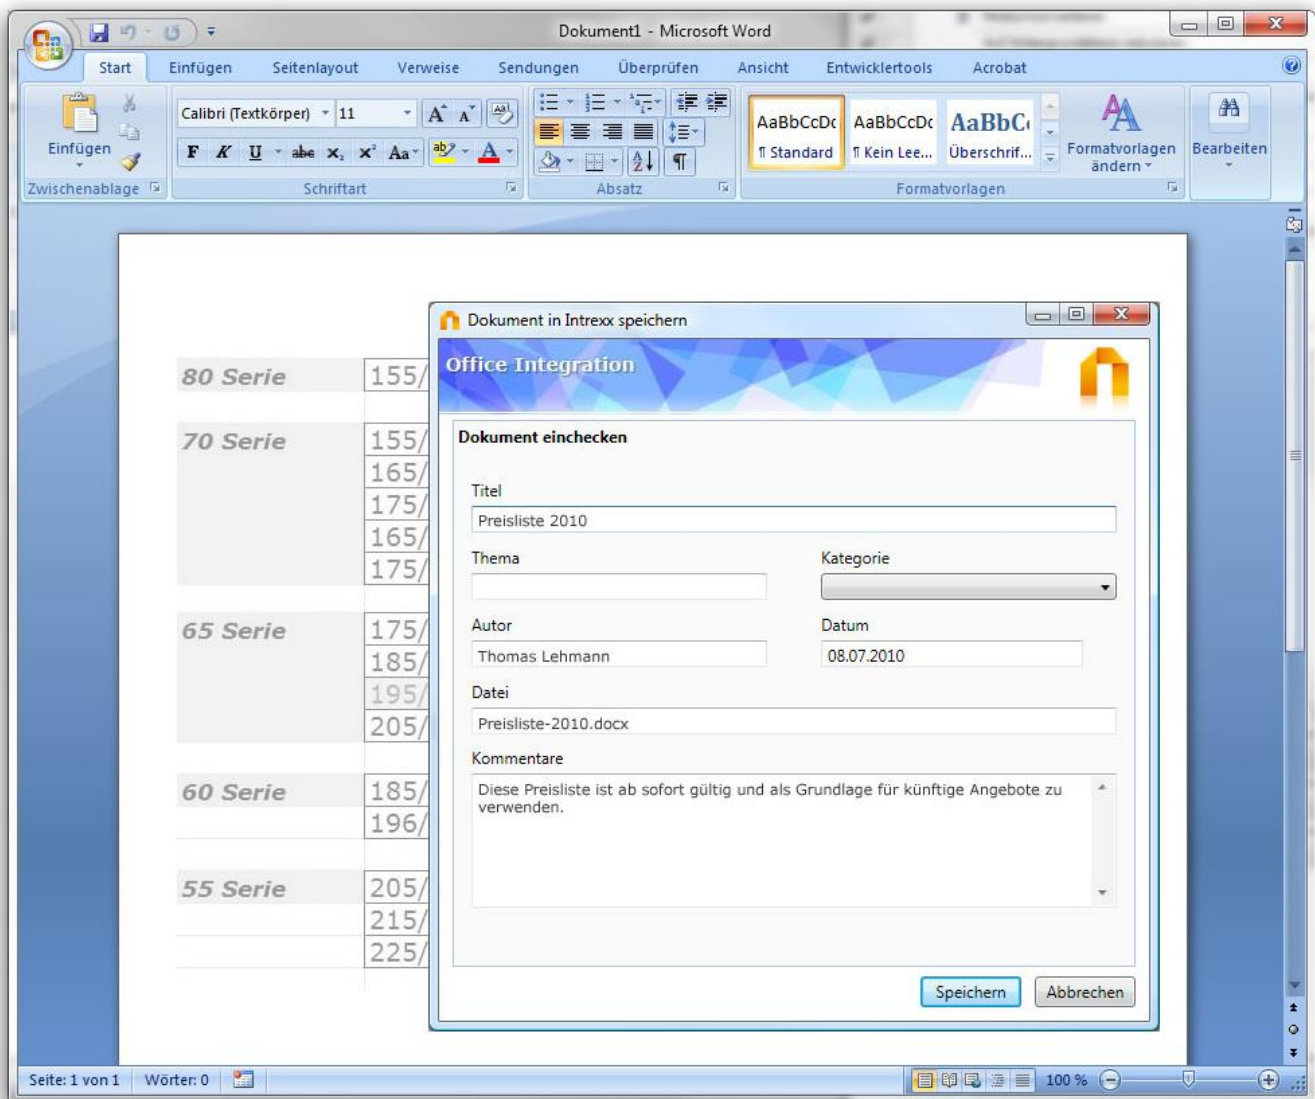 Dokument1 - Microsoft Word
Start Einfügen Seitenlayout Verweise Sendungen Überprüfen Ansicht Entwicklertools Acrobat
Calibri (Textkörper) 11
AaBbCcDc AaBbCcDc AaBbC
Einfügen
F K U abc x₂ x² Aa ab A
¶ Standard ¶ Kein Lee... Überschrif...
Formatvorlagen ändern
Bearbeiten
Zwischenablage Schriftart Absatz Formatvorlagen
80 Serie 155/
70 Serie 155/
165/
175/
165/
175/
65 Serie 175/
185/
195/
205/
60 Serie 185/
196/
55 Serie 205/
215/
225/
Dokument in Intrexx speichern
Office Integration
Dokument einchecken
Titel
Preisliste 2010
Thema Kategorie
Autor Datum
Thomas Lehmann 08.07.2010
Datei
Preisliste-2010.docx
Kommentare
Diese Preisliste ist ab sofort gültig und als Grundlage für künftige Angebote zu
verwenden.
Speichern Abbrechen
Seite: 1 von 1 Wörter: 0 100 %